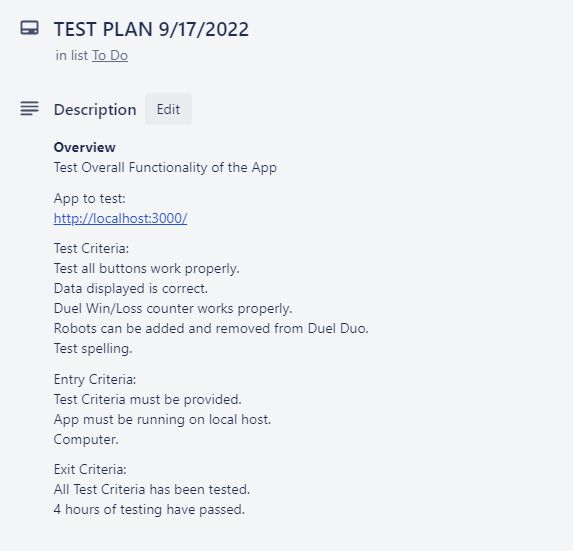 TEST PLAN 9/17/2022
in list To Do
Description Edit
Overview
Test Overall Functionality of the App
App to test:
http://localhost:3000/
Test Criteria:
Test all buttons work properly.
Data displayed is correct.
Duel Win/Loss counter works properly.
Robots can be added and removed from Duel Duo.
Test spelling.
Entry Criteria:
Test Criteria must be provided.
App must be running on local host.
Computer.
Exit Criteria:
All Test Criteria has been tested.
4 hours of testing have passed.